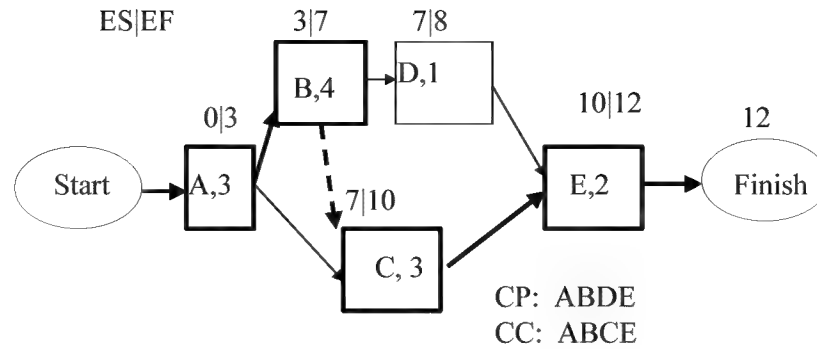 ES|EF
3|7
7|8
B,4
D,1
10|12
12
0|3
Start
A,3
E,2
Finish
7|10
C, 3
CP: ABDE
CC: ABCE